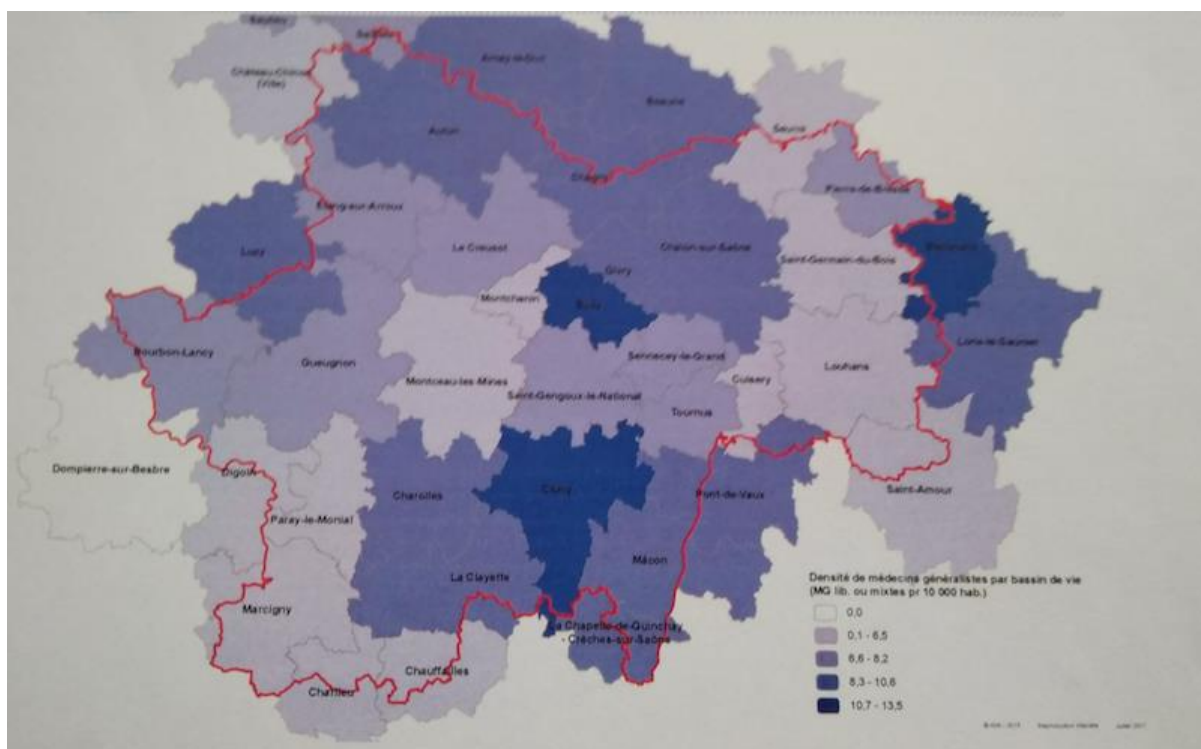 Saulieu
Château-Chinon
(Ville)
Arnay-le-Duc
Beaune
Autun
Seurre
Chagny
Pierre-de-Bresse
Étang-sur-Arroux
Le Creusot
Luzy
Chalon-sur-Saône
Saint-Germain-du-Bois
Givry
Montchanin
Buxy
Bourbon-Lancy
Gueugnon
Sennecey-le-Grand
Lons-le-Saunier
Montceau-les-Mines
Cuisery
Louhans
Saint-Gengoux-le-National
Tournus
Dompierre-sur-Besbre
Digoin
Charolles
Cluny
Pont-de-Vaux
Saint-Amour
Paray-le-Monial
Mâcon
La Clayette
Marcigny
La Chapelle-de-Guinchay
- Crêches-sur-Saône
Chauffailles
Charlieu
Densité de médecins généralistes par bassin de vie
(MG lib. ou mixtes pr 10 000 hab.)
0,0
0,1 - 6,5
6,6 - 8,2
8,3 - 10,6
10,7 - 13,5